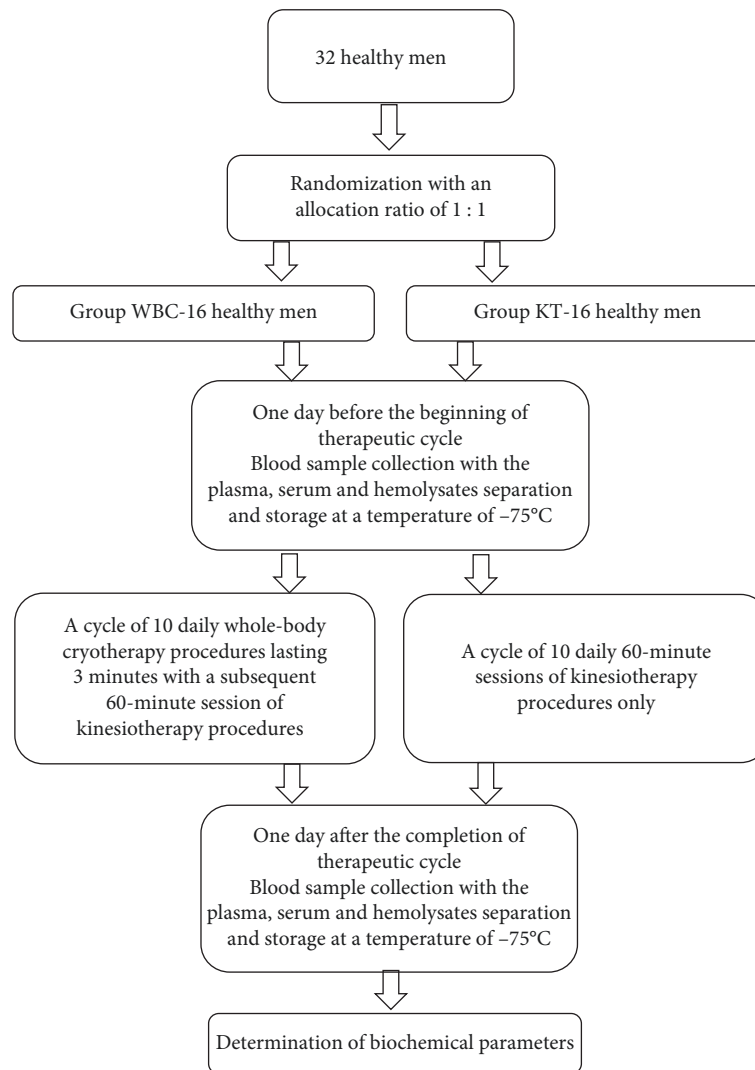 32 healthy men
Randomization with an
allocation ratio of 1 : 1
Group WBC-16 healthy men
Group KT-16 healthy men
One day before the beginning of
therapeutic cycle
Blood sample collection with the
plasma, serum and hemolysates separation
and storage at a temperature of –75°C
A cycle of 10 daily whole-body
cryotherapy procedures lasting
3 minutes with a subsequent
60-minute session of
kinesiotherapy procedures
A cycle of 10 daily 60-minute
sessions of kinesiotherapy
procedures only
One day after the completion of
therapeutic cycle
Blood sample collection with the
plasma, serum and hemolysates separation
and storage at a temperature of –75°C
Determination of biochemical parameters